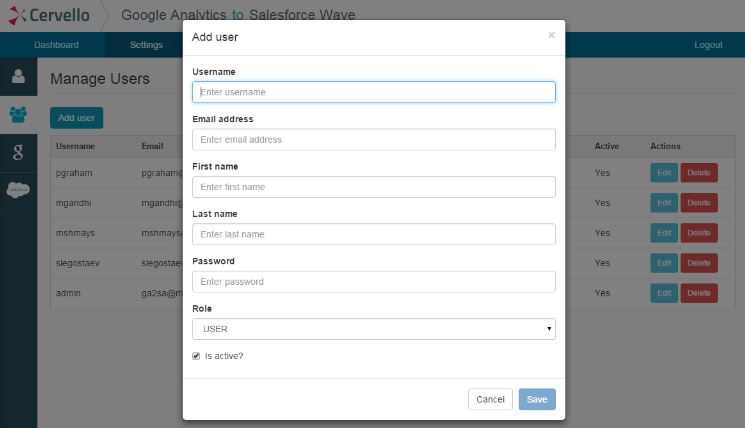 Cervello
Google Analytics to Salesforce Wave
Dashboard Settings Logout
Add user ×
Manage Users
Add user
Username Email Active Actions
pgraham pgraham@ Yes Edit Delete
mgandhi mgandhi@ Yes Edit Delete
mshmays mshmays@ Yes Edit Delete
slegostaev slegostaev Yes Edit Delete
admin ga2sa@m Yes Edit Delete
Username
Enter username
Email address
Enter email address
First name
Enter first name
Last name
Enter last name
Password
Enter password
Role
USER
Is active?
Cancel Save